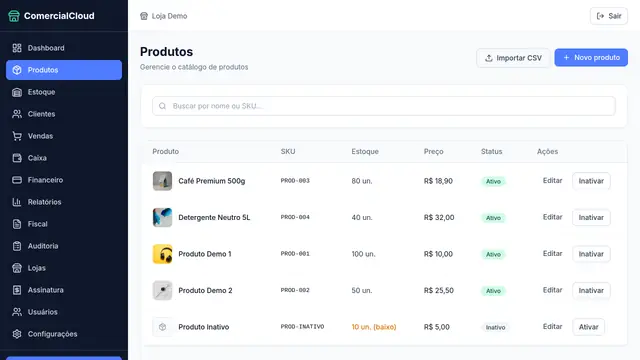 ComercialCloud
Loja Demo
Sair
Dashboard
Produtos
Estoque
Clientes
Vendas
Caixa
Financeiro
Relatórios
Fiscal
Auditoria
Lojas
Assinatura
Usuários
Configurações
Produtos
Gerencie o catálogo de produtos
Importar CSV
Novo produto
Buscar por nome ou SKU...
Produto SKU Estoque Preço Status Ações
Café Premium 500g PROD-003 80 un. R$ 18,90 Ativo Editar Inativar
Detergente Neutro 5L PROD-004 40 un. R$ 32,00 Ativo Editar Inativar
Produto Demo 1 PROD-001 100 un. R$ 10,00 Ativo Editar Inativar
Produto Demo 2 PROD-002 50 un. R$ 25,50 Ativo Editar Inativar
Produto inativo PROD-INATIVO 10 un. (baixo) R$ 5,00 Inativo Editar Ativar